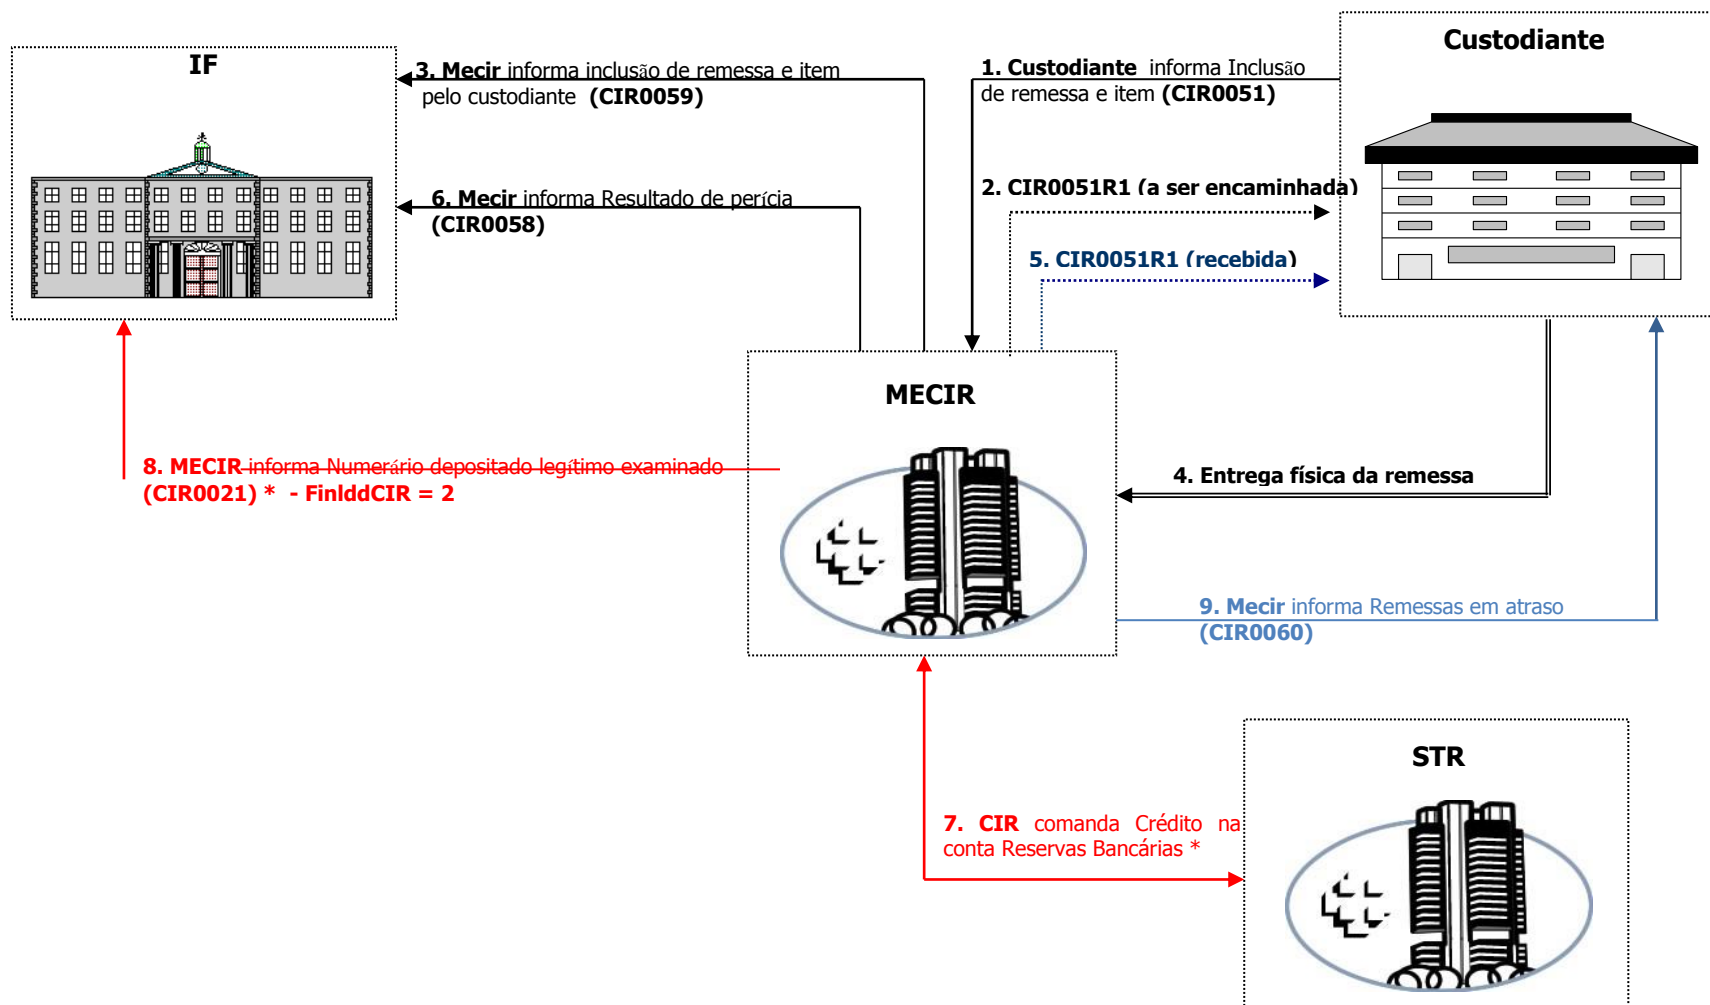 IF
Custodiante
3. Mecir informa inclusão de remessa e item
pelo custodiante (CIR0059)
1. Custodiante informa Inclusão
de remessa e item (CIR0051)
2. CIR0051R1 (a ser encaminhada)
6. Mecir informa Resultado de perícia
(CIR0058)
5. CIR0051R1 (recebida)
MECIR
8. MECIR informa Numerário depositado legítimo examinado
(CIR0021) * - FinlddCIR = 2
4. Entrega física da remessa
9. Mecir informa Remessas em atraso
(CIR0060)
STR
7. CIR comanda Crédito na
conta Reservas Bancárias *